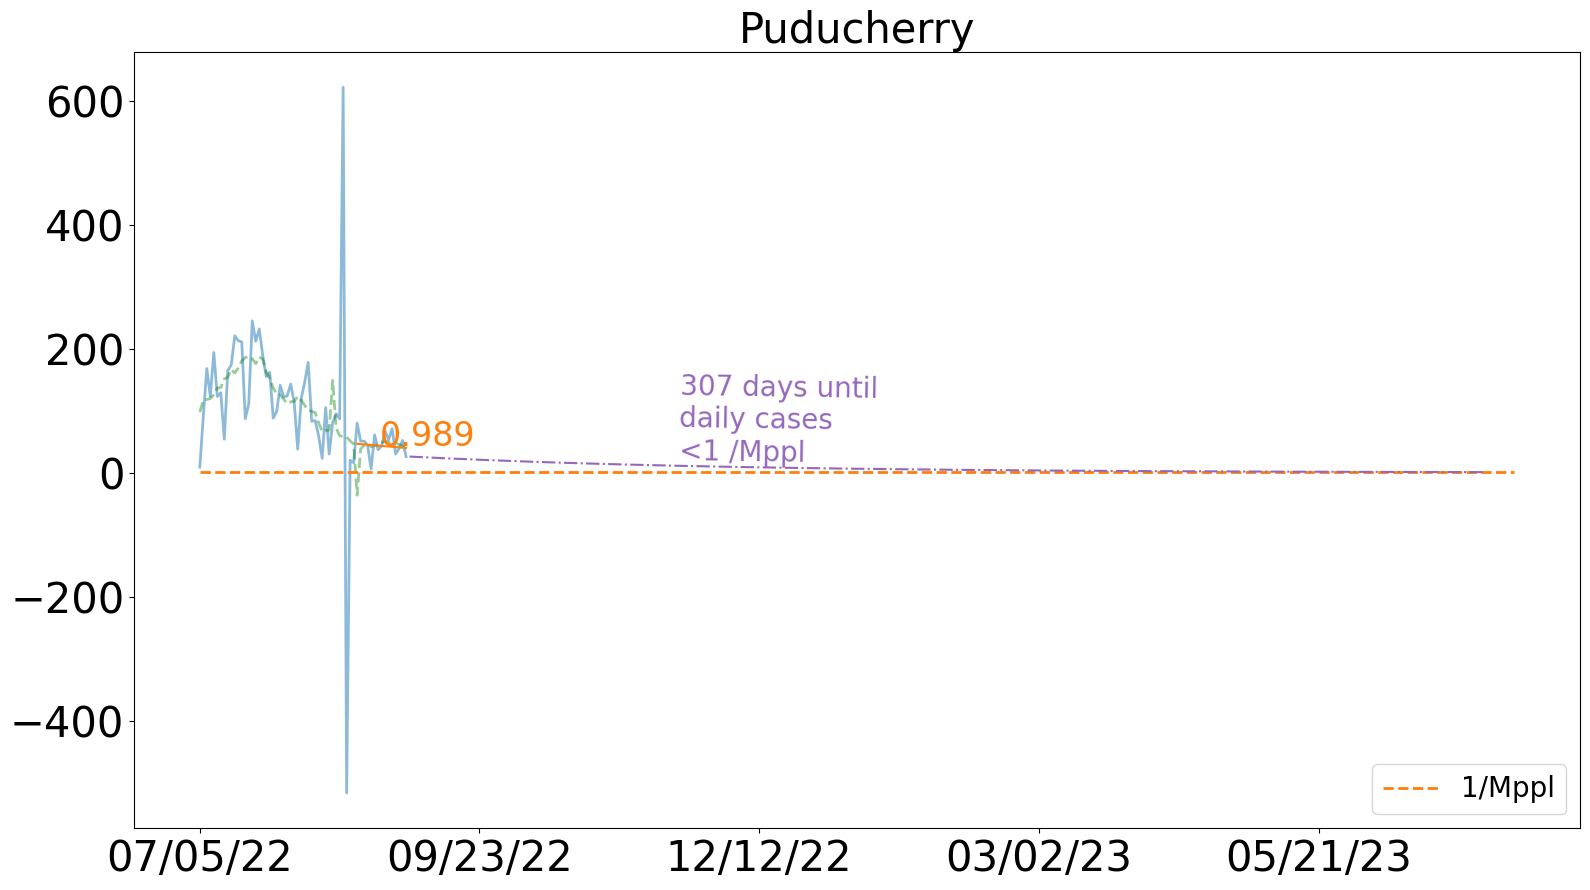 Puducherry
600
400
200
0
−200
−400
0.989
307 days until
daily cases
<1 /Mppl
1/Mppl
07/05/22
09/23/22
12/12/22
03/02/23
05/21/23